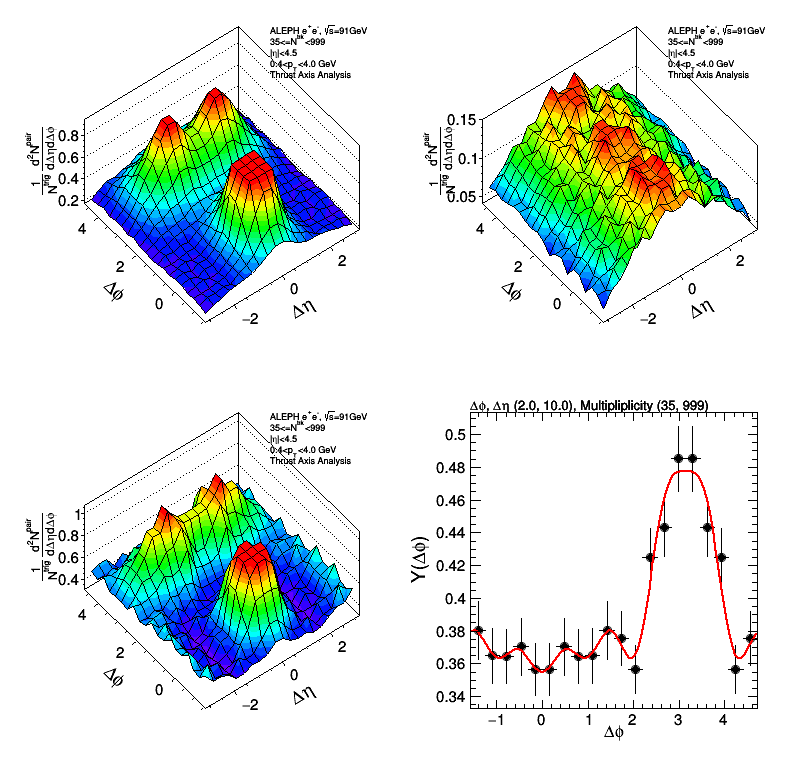 ALEPH e⁺e⁻, √s=91GeV
35<=N^trk<999
|η|<4.5
0.4<p_T<4.0 GeV
Thrust Axis Analysis
1/N^trig d²N^pair/dΔηdΔφ
0.8
0.6
0.4
0.2
4
2
0
Δφ
−2
0
2
Δη
ALEPH e⁺e⁻, √s=91GeV
35<=N^trk<999
|η|<4.5
0.4<p_T<4.0 GeV
Thrust Axis Analysis
1/N^trig d²N^pair/dΔηdΔφ
0.15
0.1
0.05
4
2
0
Δφ
−2
0
2
Δη
ALEPH e⁺e⁻, √s=91GeV
35<=N^trk<999
|η|<4.5
0.4<p_T<4.0 GeV
Thrust Axis Analysis
1/N^trig d²N^pair/dΔηdΔφ
1
0.8
0.6
0.4
4
2
0
Δφ
−2
0
2
Δη
Δφ, Δη (2.0, 10.0), Multipliplicity (35, 999)
Y(Δφ)
0.5
0.48
0.46
0.44
0.42
0.4
0.38
0.36
0.34
−1 0 1 2 3 4
Δφ